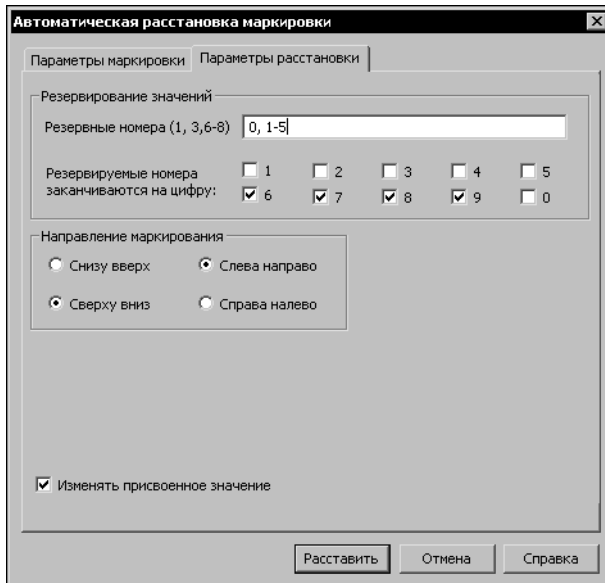 Автоматическая расстановка маркировки
Параметры маркировки Параметры расстановки
Резервирование значений
Резервные номера (1, 3,6-8) 0, 1-5
Резервируемые номера
заканчиваются на цифру:
1 2 3 4 5
6 7 8 9 0
Направление маркирования
Снизу вверх Слева направо
Сверху вниз Справа налево
Изменять присвоенное значение
Расставить Отмена Справка